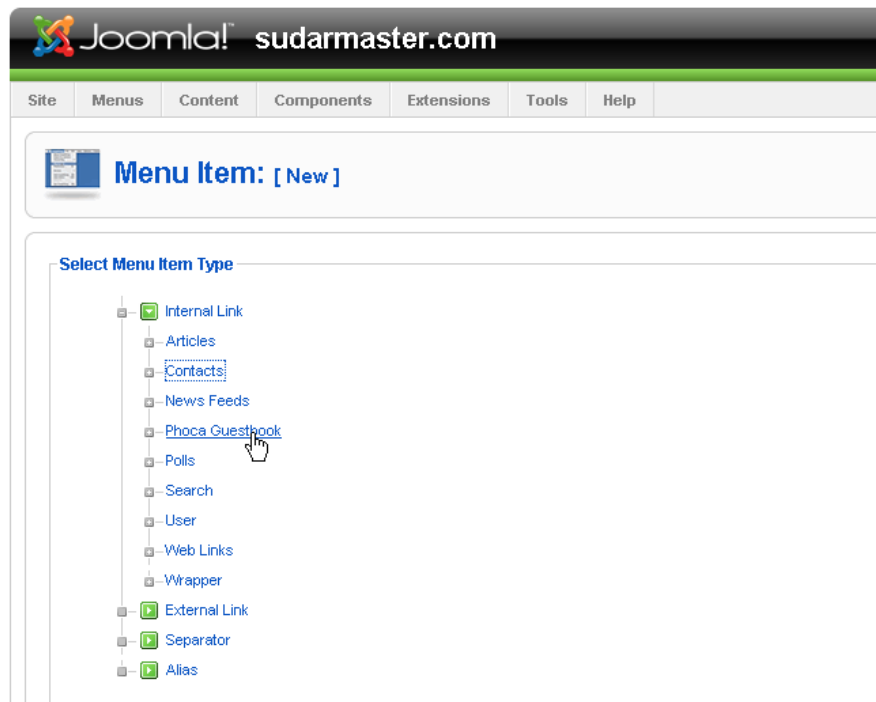 Joomla!™ sudarmaster.com
Site Menus Content Components Extensions Tools Help
Menu Item: [ New ]
Select Menu Item Type
Internal Link
Articles
Contacts
News Feeds
Phoca Guestbook
Polls
Search
User
Web Links
Wrapper
External Link
Separator
Alias